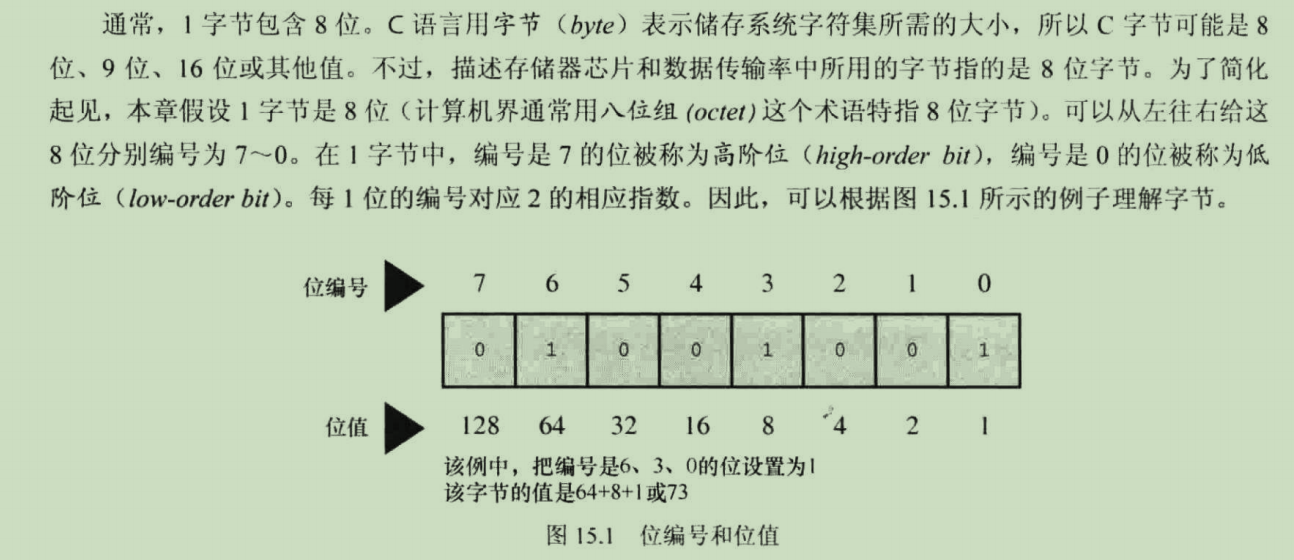 通常，1 字节包含 8 位。C 语言用字节（byte）表示储存系统字符集所需的大小，所以 C 字节可能是 8
位、9 位、16 位或其他值。不过，描述存储器芯片和数据传输率中所用的字节指的是 8 位字节。为了简化
起见，本章假设 1 字节是 8 位（计算机界通常用八位组 (octet) 这个术语特指 8 位字节）。可以从左往右给这
8 位分别编号为 7～0。在 1 字节中，编号是 7 的位被称为高阶位（high-order bit），编号是 0 的位被称为低
阶位（low-order bit）。每 1 位的编号对应 2 的相应指数。因此，可以根据图 15.1 所示的例子理解字节。
位编号 7 6 5 4 3 2 1 0
0 1 0 0 1 0 0 1
位值 128 64 32 16 8 4 2 1
该例中，把编号是6、3、0的位设置为1
该字节的值是64+8+1或73
图 15.1 位编号和位值